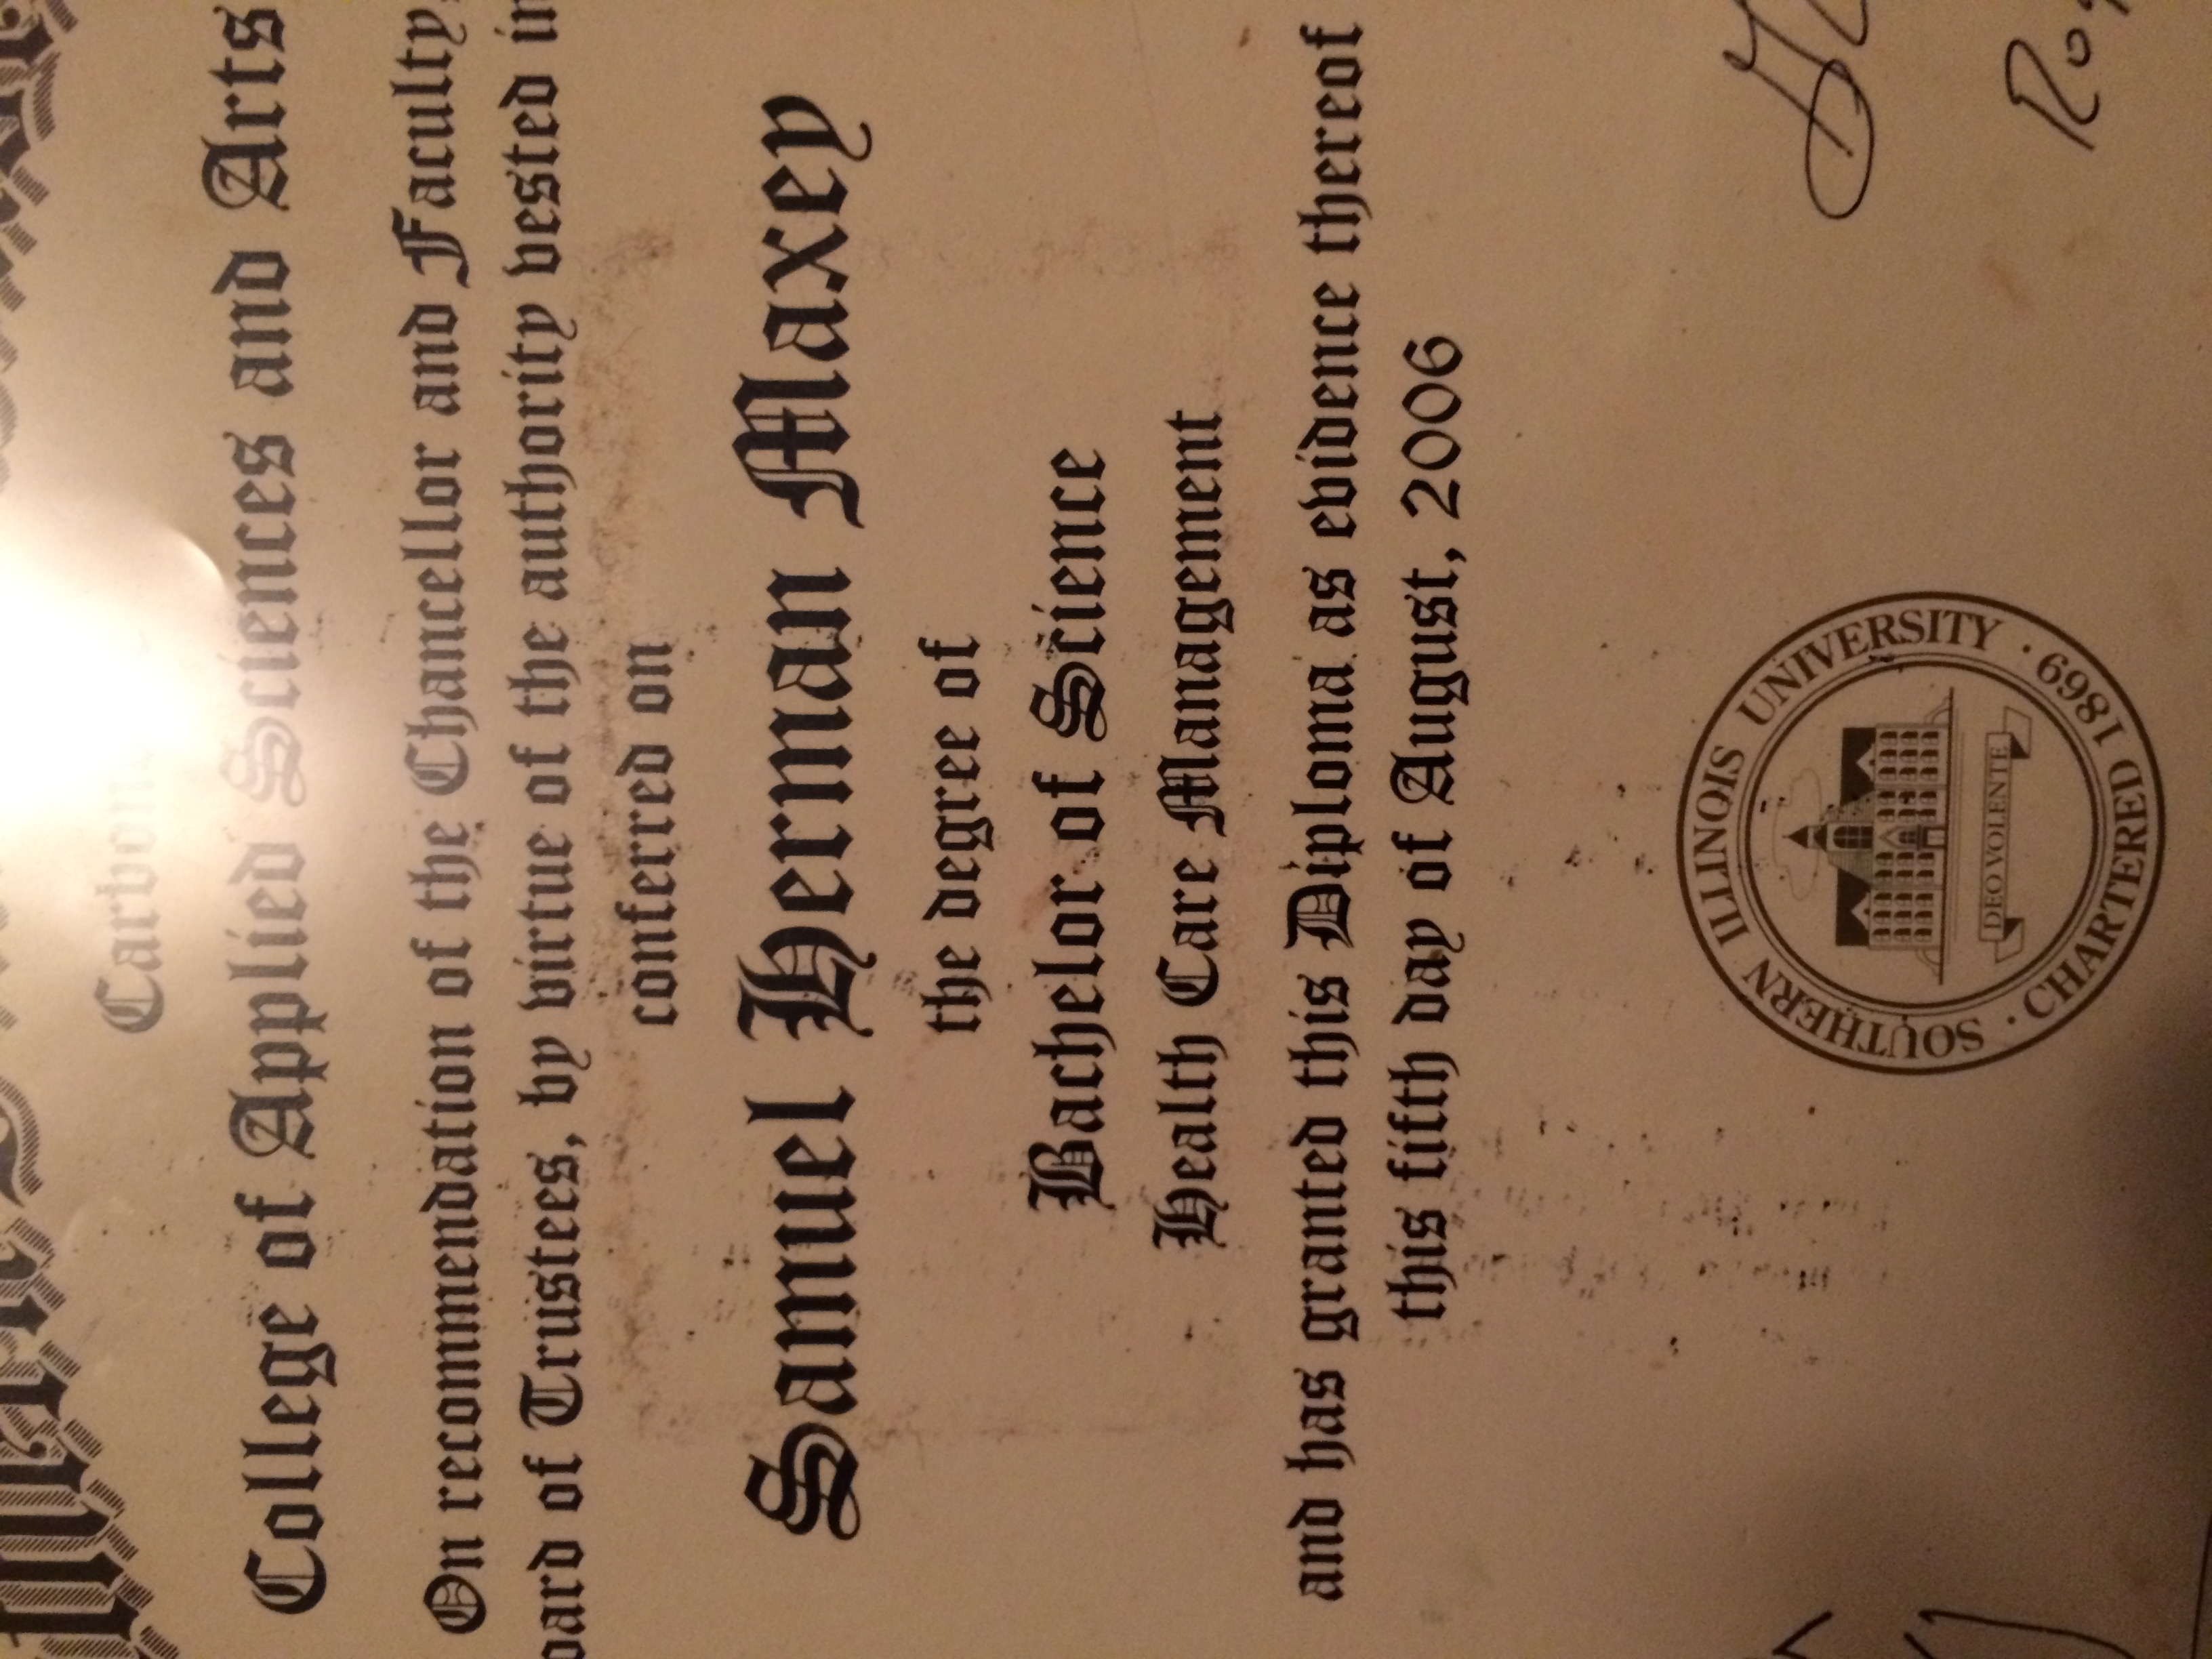 College of Applied Sciences and Arts
On recommendation of the Chancellor and Faculty,
oard of Trustees, by virtue of the authority vested in
conferred on
Samuel Herman Maxey
the degree of
Bachelor of Science
Health Care Management
and has granted this Diploma as evidence thereof
this fifth day of August, 2006
SOUTHERN ILLINOIS UNIVERSITY · CHARTERED 1869 ·
DEO VOLENTE